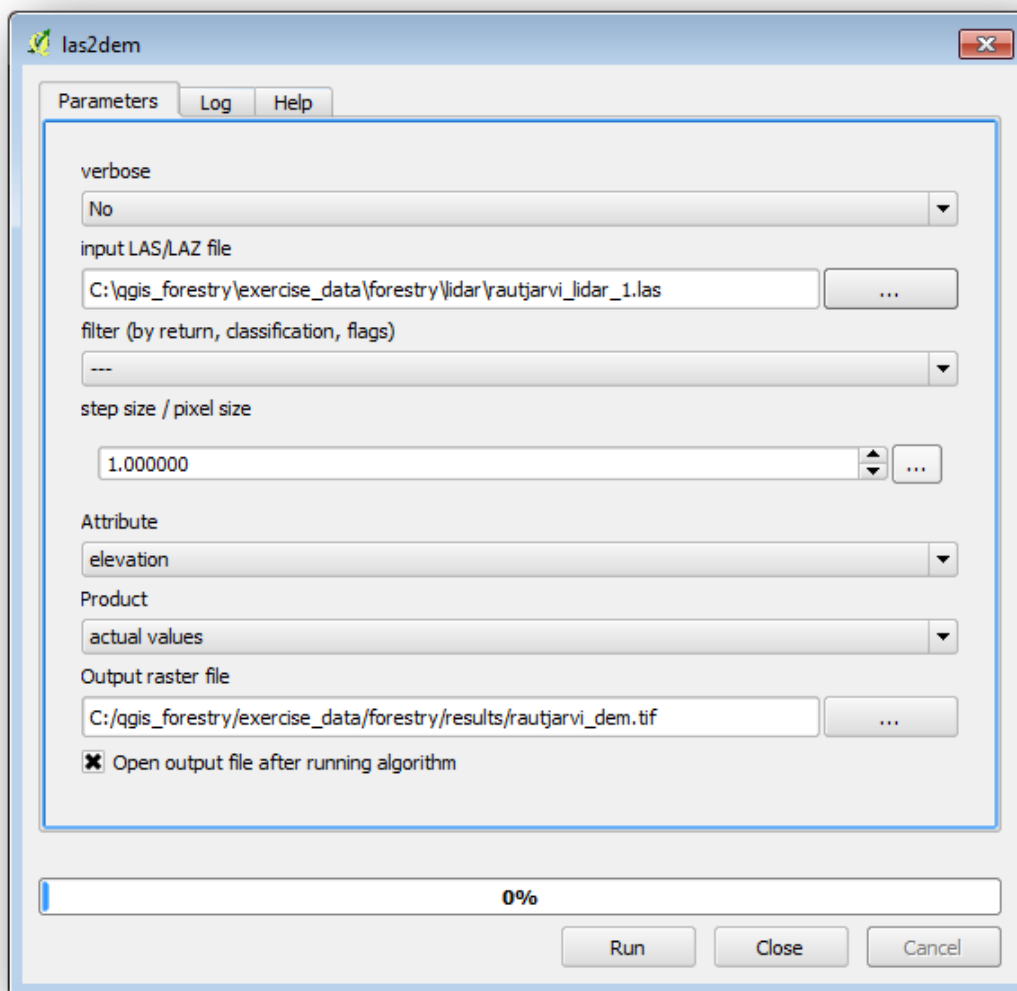 las2dem
Parameters Log Help
verbose
No
input LAS/LAZ file
C:\qgis_forestry\exercise_data\forestry\lidar\rautjarvi_lidar_1.las ...
filter (by return, classification, flags)
---
step size / pixel size
1.000000 ...
Attribute
elevation
Product
actual values
Output raster file
C:/qgis_forestry/exercise_data/forestry/results/rautjarvi_dem.tif ...
Open output file after running algorithm
0%
Run Close Cancel